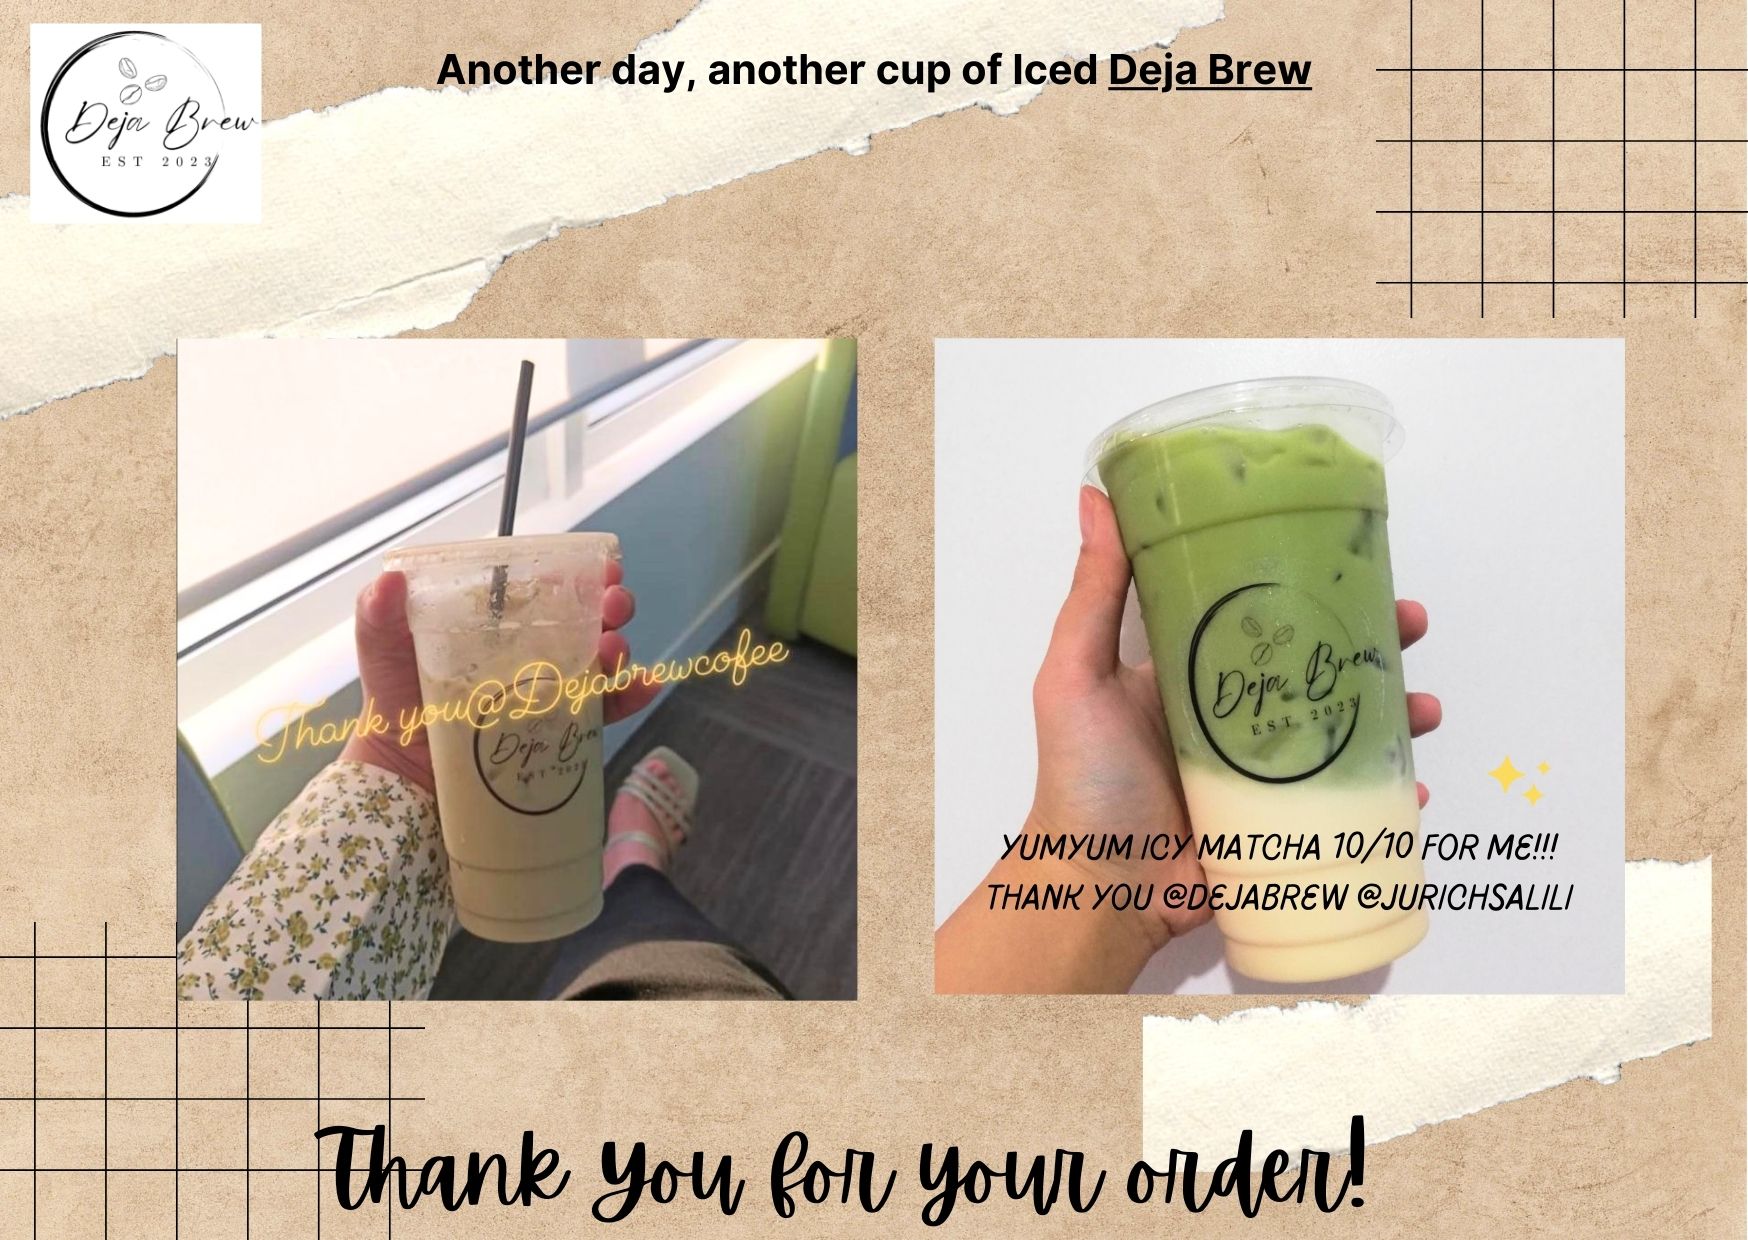 Deja Brew
EST 2023
Another day, another cup of Iced Deja Brew
Thank you@Dejabrewcofee
Deja Brew
EST 2023
Deja Brew
EST 2023
YUMYUM ICY MATCHA 10/10 FOR ME!!!
THANK YOU @DEJABREW @JURICHSALILI
Thank you for your order!